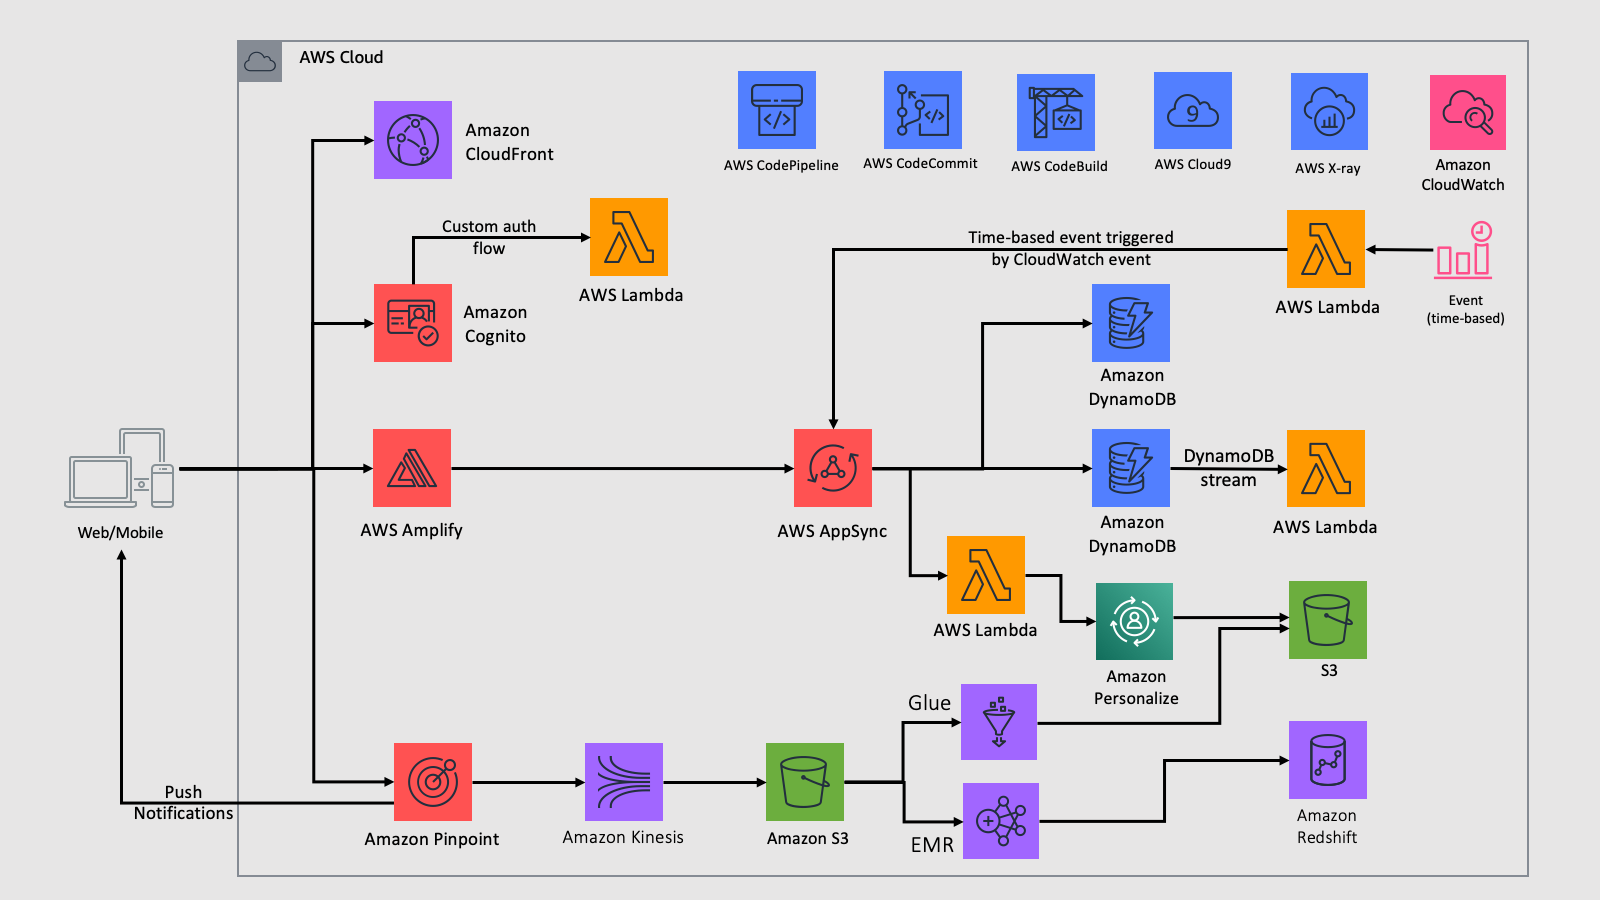 AWS Cloud
Amazon
CloudFront
AWS CodePipeline
AWS CodeCommit
AWS CodeBuild
9
AWS Cloud9
AWS X-ray
Amazon
CloudWatch
Custom auth
flow
AWS Lambda
Time-based event triggered
by CloudWatch event
AWS Lambda
Event
(time-based)
Amazon
Cognito
Amazon
DynamoDB
Web/Mobile
AWS Amplify
AWS AppSync
Amazon
DynamoDB
DynamoDB
stream
AWS Lambda
AWS Lambda
Amazon
Personalize
S3
Glue
Push
Notifications
Amazon Pinpoint
Amazon Kinesis
Amazon S3
EMR
Amazon
Redshift